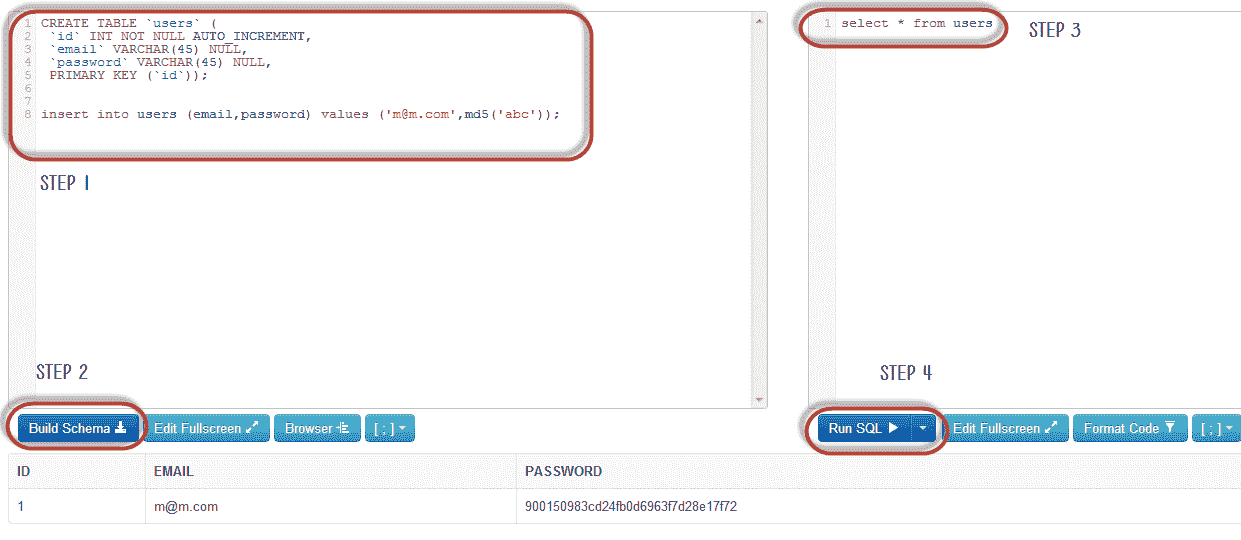 1 CREATE TABLE `users` (
2 `id` INT NOT NULL AUTO_INCREMENT,
3 `email` VARCHAR(45) NULL,
4 `password` VARCHAR(45) NULL,
5 PRIMARY KEY (`id`));
6
7
8 insert into users (email,password) values ('m@m.com',md5('abc'));
STEP 1
STEP 2
Build Schema Edit Fullscreen Browser [ ; ]
1 select * from users
STEP 3
STEP 4
Run SQL Edit Fullscreen Format Code [ ; ]
ID EMAIL PASSWORD
1 m@m.com 900150983cd24fb0d6963f7d28e17f72